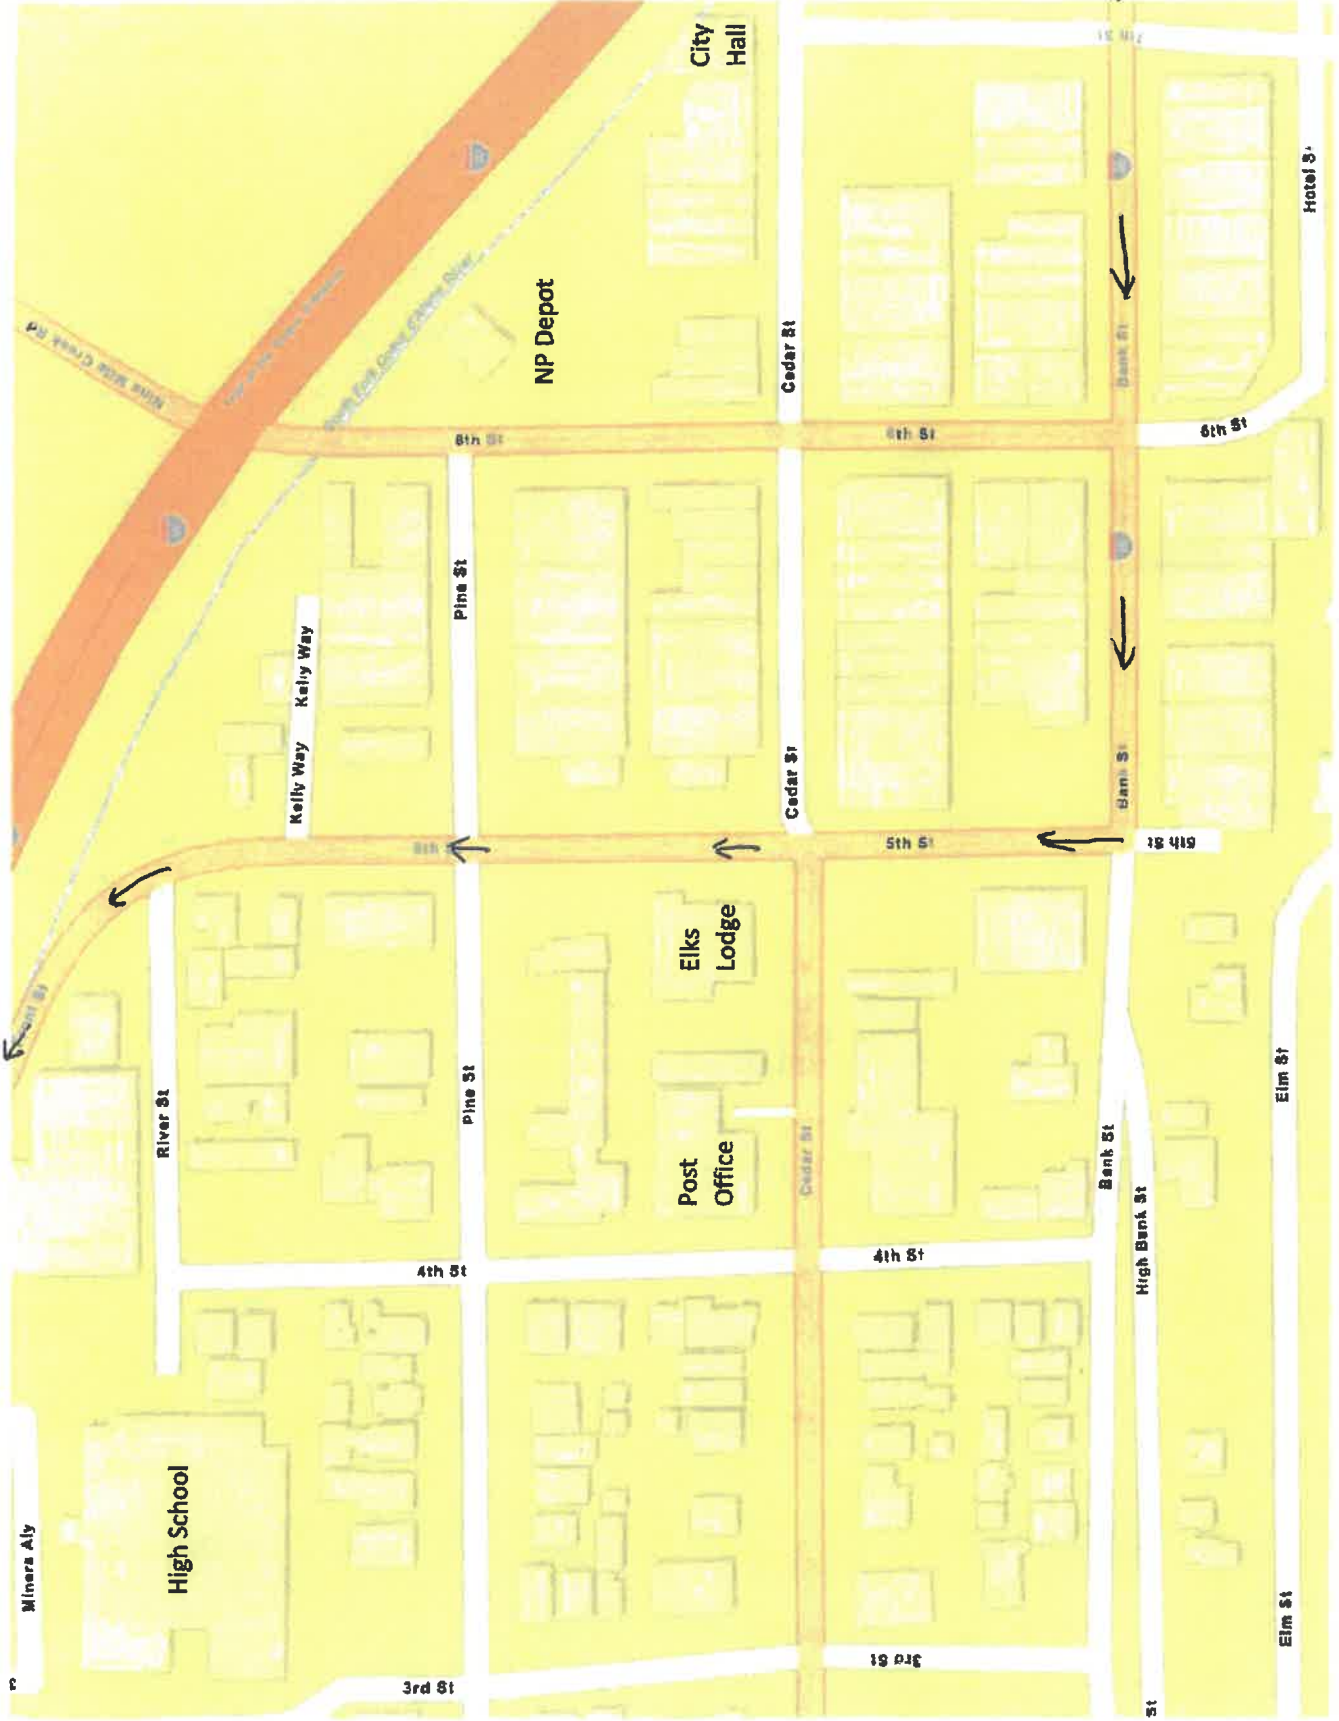 City
Hall
7th St
Nine Mile Creek Rd
NP Depot
Cedar St
Bank St
Hotel St
6th St
6th St
6th St
Pine St
Kelly Way
Kelly Way
Cedar St
Bank St
5th St
5th St
Elks
Lodge
River St
Pine St
Post
Office
Cedar St
Bank St
Elm St
High Bank St
4th St
4th St
High School
Miners Aly
3rd St
3rd St
Elm St
St